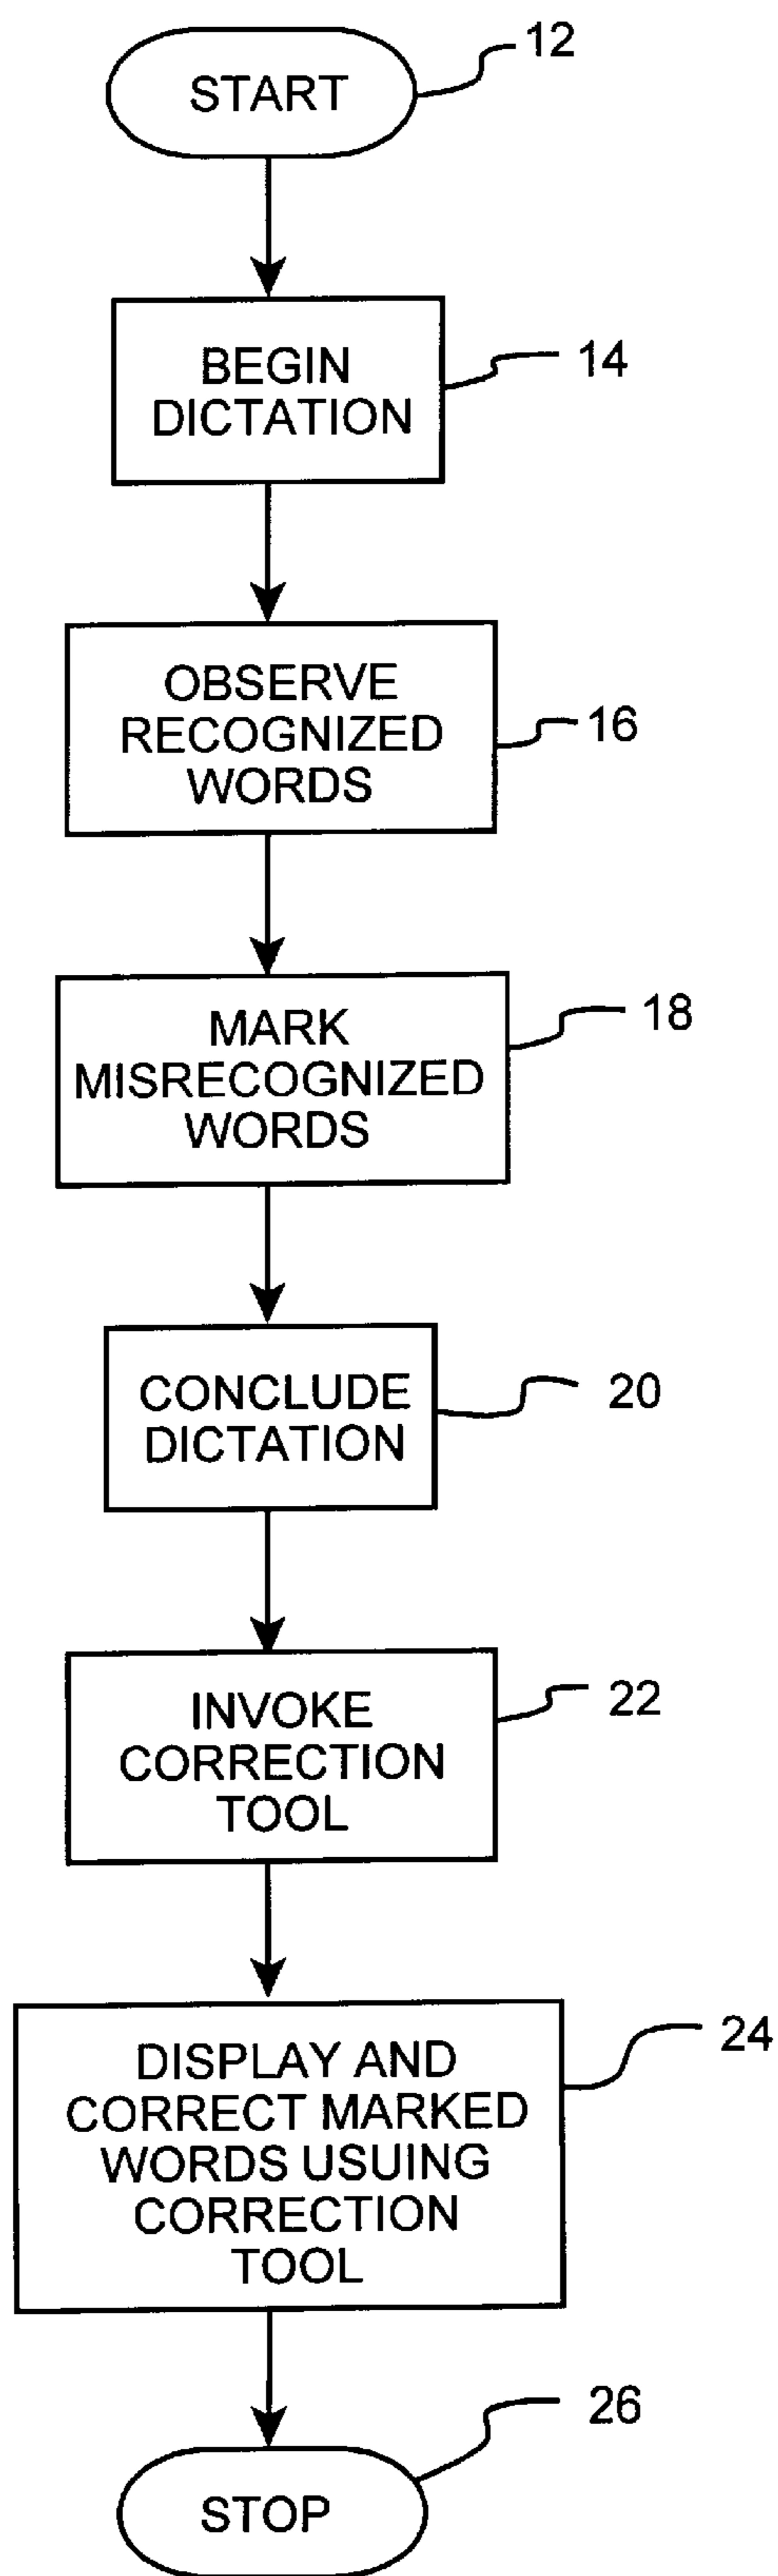 START
12
BEGIN
DICTATION
14
OBSERVE
RECOGNIZED
WORDS
16
MARK
MISRECOGNIZED
WORDS
18
CONCLUDE
DICTATION
20
INVOKE
CORRECTION
TOOL
22
DISPLAY AND
CORRECT MARKED
WORDS USUING
CORRECTION
TOOL
24
STOP
26